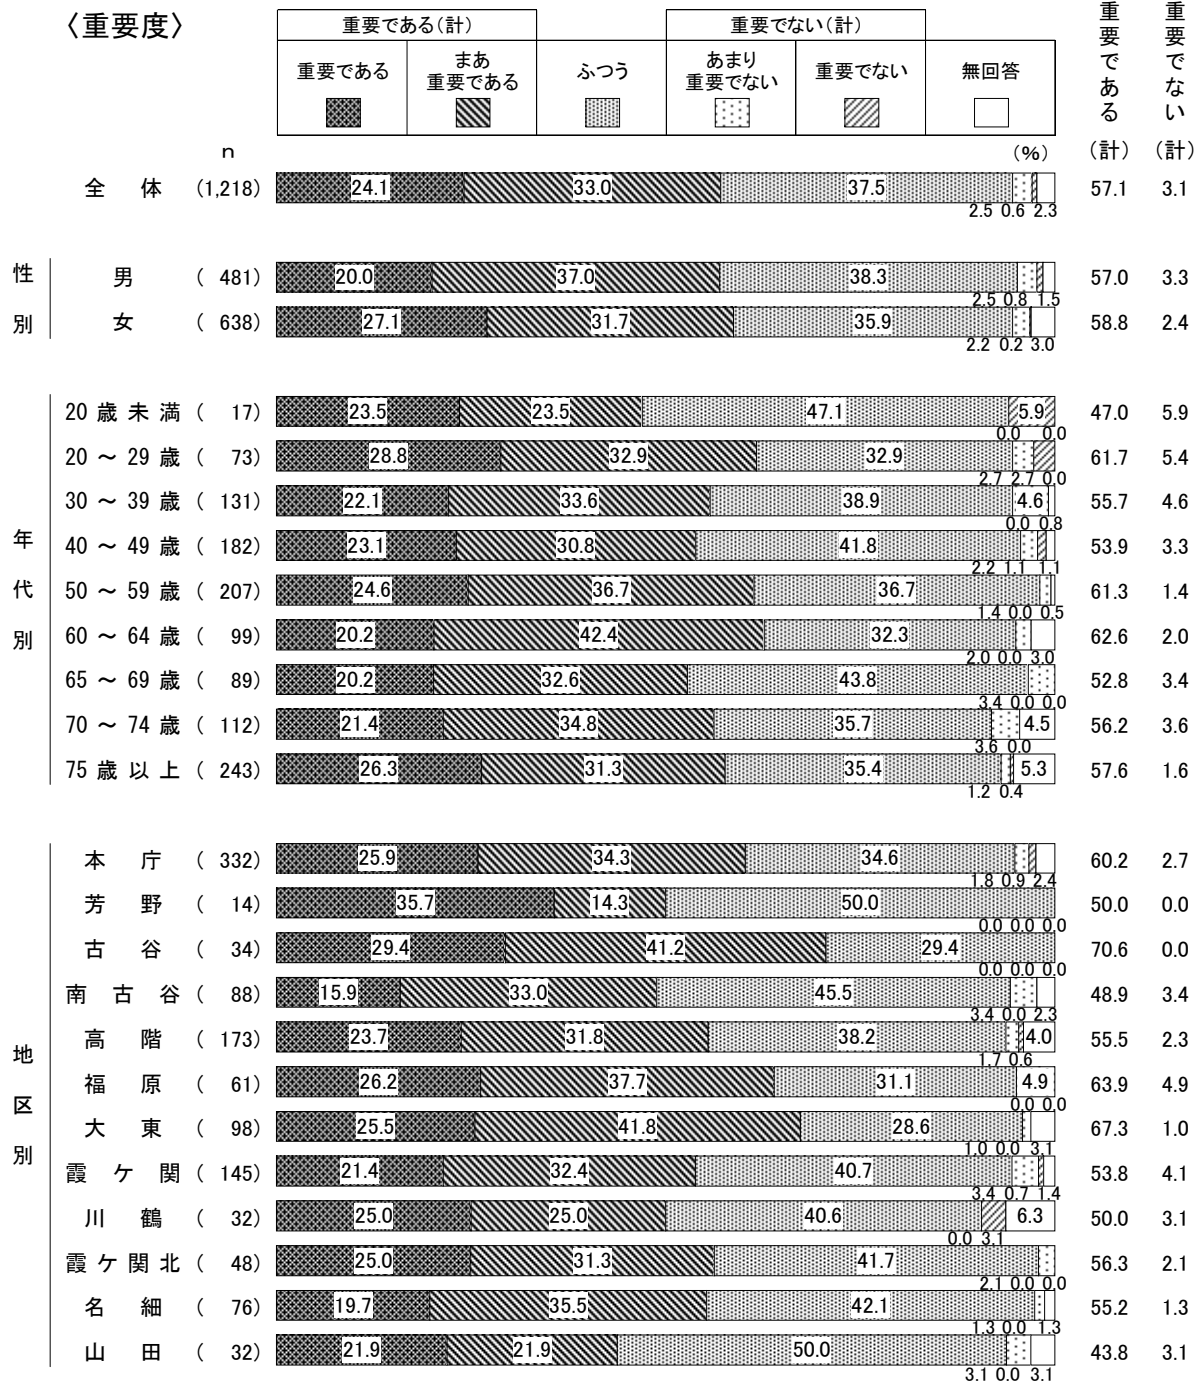 〈重要度〉
重要である(計) 重要でない(計)
重要である まあ重要である ふつう あまり重要でない 重要でない 無回答
重要である(計) 重要でない(計)
n (%)
全体 (1,218) 24.1 33.0 37.5 57.1 3.1
2.5 0.6 2.3
性別
男 ( 481) 20.0 37.0 38.3 57.0 3.3
2.5 0.8 1.5
女 ( 638) 27.1 31.7 35.9 58.8 2.4
2.2 0.2 3.0
年代別
20歳未満 ( 17) 23.5 23.5 47.1 5.9 47.0 5.9
0.0 0.0
20～29歳 ( 73) 28.8 32.9 32.9 61.7 5.4
2.7 2.7 0.0
30～39歳 ( 131) 22.1 33.6 38.9 4.6 55.7 4.6
0.0 0.8
40～49歳 ( 182) 23.1 30.8 41.8 53.9 3.3
2.2 1.1 1.1
50～59歳 ( 207) 24.6 36.7 36.7 61.3 1.4
1.4 0.0 0.5
60～64歳 ( 99) 20.2 42.4 32.3 62.6 2.0
2.0 0.0 3.0
65～69歳 ( 89) 20.2 32.6 43.8 52.8 3.4
3.4 0.0 0.0
70～74歳 ( 112) 21.4 34.8 35.7 4.5 56.2 3.6
3.6 0.0
75歳以上 ( 243) 26.3 31.3 35.4 5.3 57.6 1.6
1.2 0.4
地区別
本庁 ( 332) 25.9 34.3 34.6 60.2 2.7
1.8 0.9 2.4
芳野 ( 14) 35.7 14.3 50.0 50.0 0.0
0.0 0.0 0.0
古谷 ( 34) 29.4 41.2 29.4 70.6 0.0
0.0 0.0 0.0
南古谷 ( 88) 15.9 33.0 45.5 48.9 3.4
3.4 0.0 2.3
高階 ( 173) 23.7 31.8 38.2 4.0 55.5 2.3
1.7 0.6
福原 ( 61) 26.2 37.7 31.1 4.9 63.9 4.9
0.0 0.0
大東 ( 98) 25.5 41.8 28.6 67.3 1.0
1.0 0.0 3.1
霞ケ関 ( 145) 21.4 32.4 40.7 53.8 4.1
3.4 0.7 1.4
川鶴 ( 32) 25.0 25.0 40.6 6.3 50.0 3.1
0.0 3.1
霞ケ関北 ( 48) 25.0 31.3 41.7 56.3 2.1
2.1 0.0 0.0
名細 ( 76) 19.7 35.5 42.1 55.2 1.3
1.3 0.0 1.3
山田 ( 32) 21.9 21.9 50.0 43.8 3.1
3.1 0.0 3.1